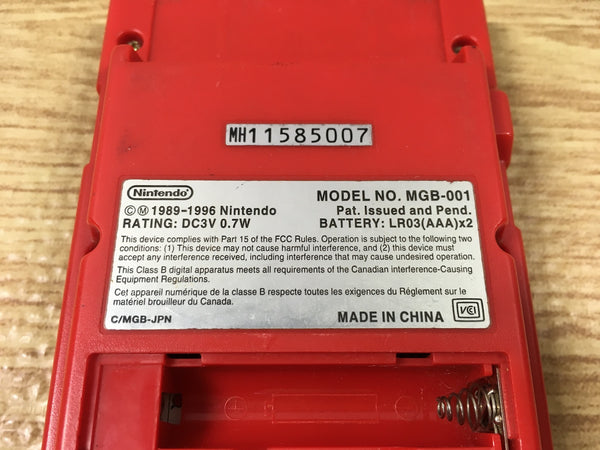 MH11585007
Nintendo
MODEL NO. MGB-001
©Ⓜ 1989-1996 Nintendo
Pat. Issued and Pend.
RATING: DC3V 0.7W
BATTERY: LR03(AAA)x2
This device complies with Part 15 of the FCC Rules. Operation is subject to the following two
conditions: (1) This device may not cause harmful interference, and (2) this device must
accept any interference received, including interference that may cause undesired operation.
This Class B digital apparatus meets all requirements of the Canadian Interference-Causing
Equipment Regulations.
Cet appareil numérique de la classe B respecte toutes les exigences du Règlement sur le
matériel brouilleur du Canada.
C/MGB-JPN
MADE IN CHINA
VCI